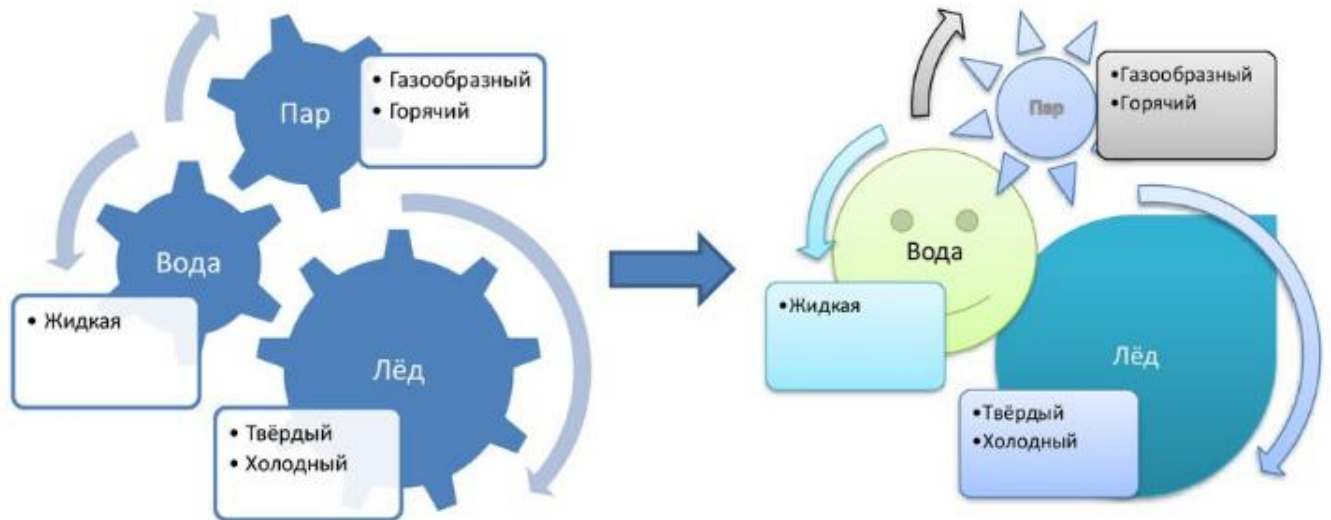 Пар
• Газообразный
• Горячий
Вода
• Жидкая
Лёд
• Твёрдый
• Холодный
Пар
•Газообразный
•Горячий
Вода
•Жидкая
Лёд
•Твёрдый
•Холодный